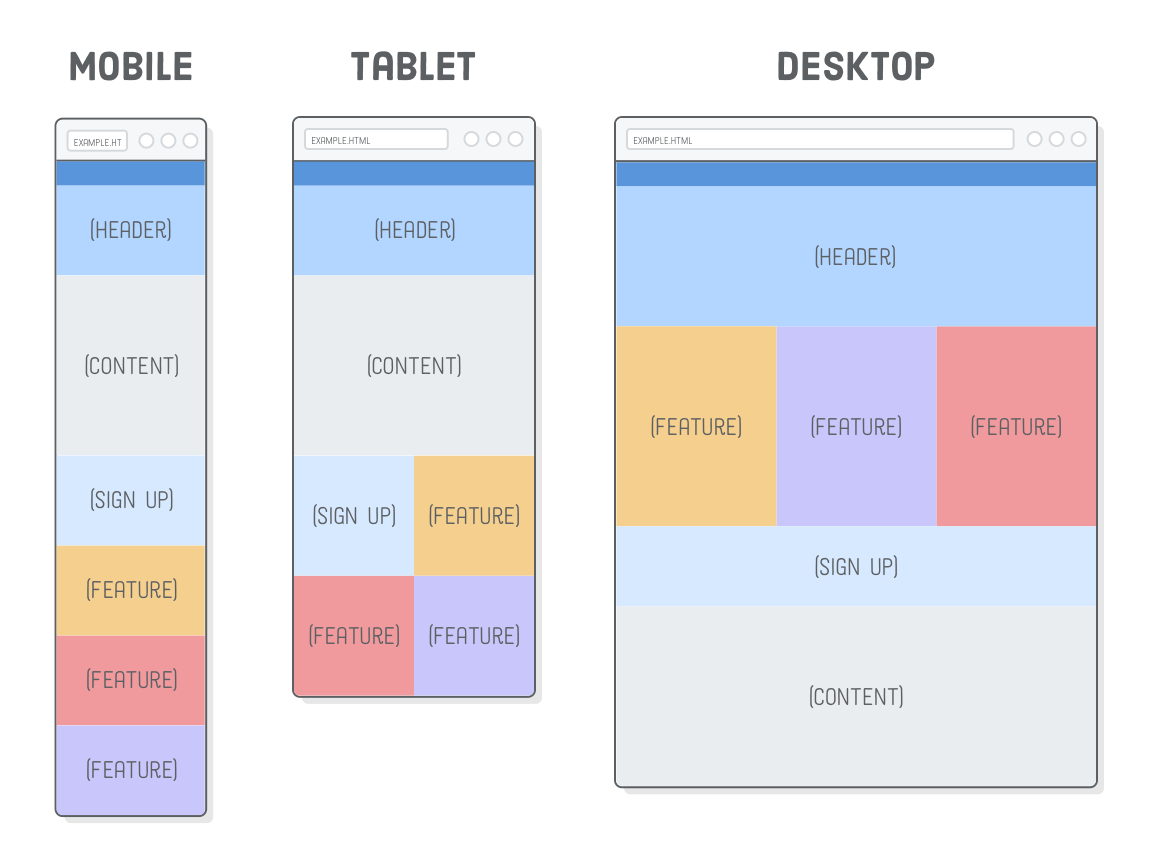 MOBILE
EXAMPLE.HT
(HEADER)
(CONTENT)
(SIGN UP)
(FEATURE)
(FEATURE)
(FEATURE)
TABLET
EXAMPLE.HTML
(HEADER)
(CONTENT)
(SIGN UP) (FEATURE)
(FEATURE) (FEATURE)
DESKTOP
EXAMPLE.HTML
(HEADER)
(FEATURE) (FEATURE) (FEATURE)
(SIGN UP)
(CONTENT)